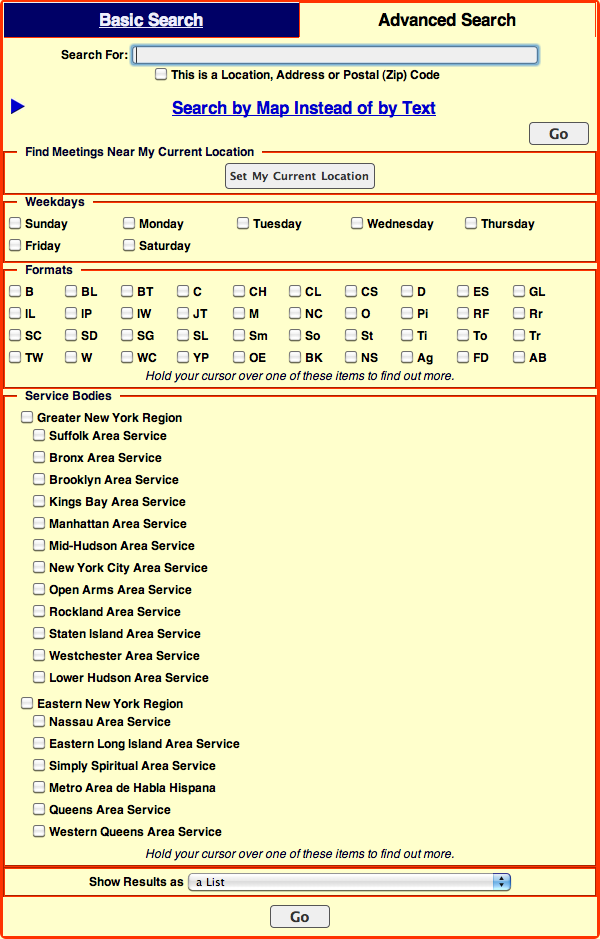 Basic Search Advanced Search
Search For:
This is a Location, Address or Postal (Zip) Code
Search by Map Instead of by Text
Go
Find Meetings Near My Current Location
Set My Current Location
Weekdays
Sunday Monday Tuesday Wednesday Thursday
Friday Saturday
Formats
B BL BT C CH CL CS D ES GL
IL IP IW JT M NC O Pi RF Rr
SC SD SG SL Sm So St Ti To Tr
TW W WC YP OE BK NS Ag FD AB
Hold your cursor over one of these items to find out more.
Service Bodies
Greater New York Region
Suffolk Area Service
Bronx Area Service
Brooklyn Area Service
Kings Bay Area Service
Manhattan Area Service
Mid-Hudson Area Service
New York City Area Service
Open Arms Area Service
Rockland Area Service
Staten Island Area Service
Westchester Area Service
Lower Hudson Area Service
Eastern New York Region
Nassau Area Service
Eastern Long Island Area Service
Simply Spiritual Area Service
Metro Area de Habla Hispana
Queens Area Service
Western Queens Area Service
Hold your cursor over one of these items to find out more.
Show Results as a List
Go